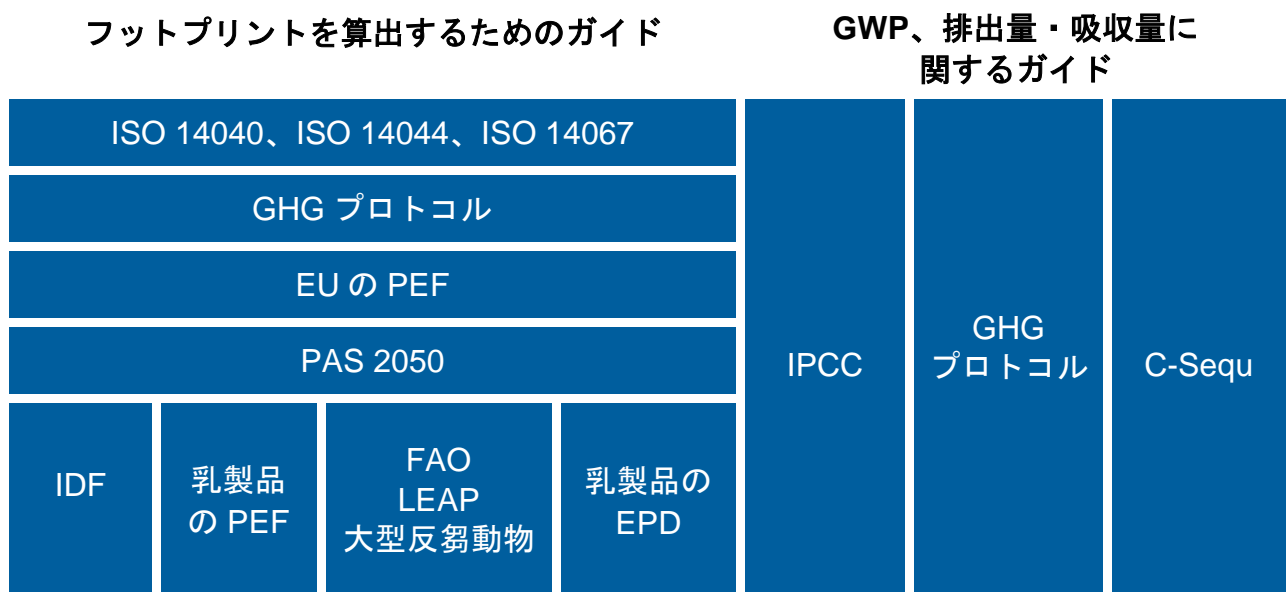 フットプリントを算出するためのガイド
GWP、排出量・吸収量に
関するガイド
ISO 14040、ISO 14044、ISO 14067
GHG プロトコル
EU の PEF
PAS 2050
IDF
乳製品
の PEF
FAO
LEAP
大型反芻動物
乳製品の
EPD
IPCC
GHG
プロトコル
C-Sequ